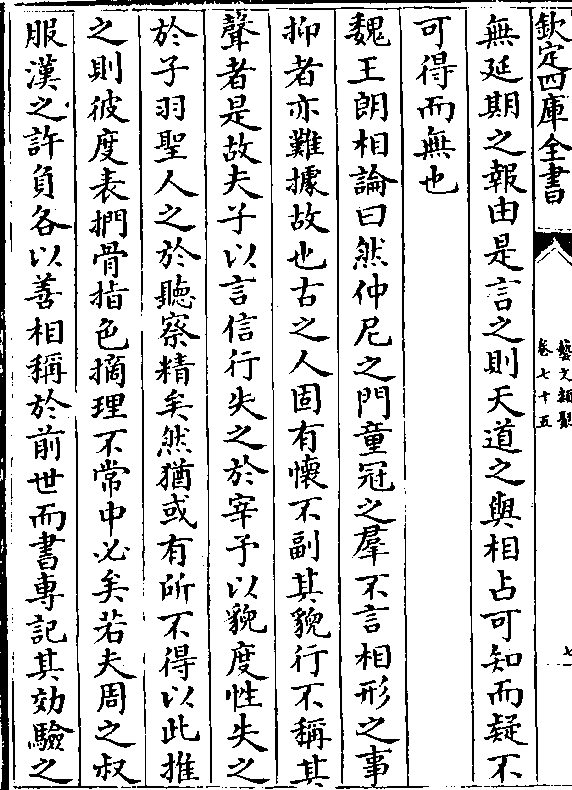 欽定四庫全書
藝文類聚
卷七十五
七
無延期之報由是言之則天道之與相占可知而疑不
可得而無也
魏王朗相論曰然仲尼之門童冠之羣不言相形之事
抑者亦難據故也古之人固有懷不副其貌行不稱其
聲者是故夫子以言信行失之於宰予以貌度性失之
於子羽聖人之於聽察精矣然猶或有所不得以此推
之則彼度表捫骨指色摘理不常中必矣若夫周之叔
服漢之許負各以善相稱於前世而書專記其効驗之